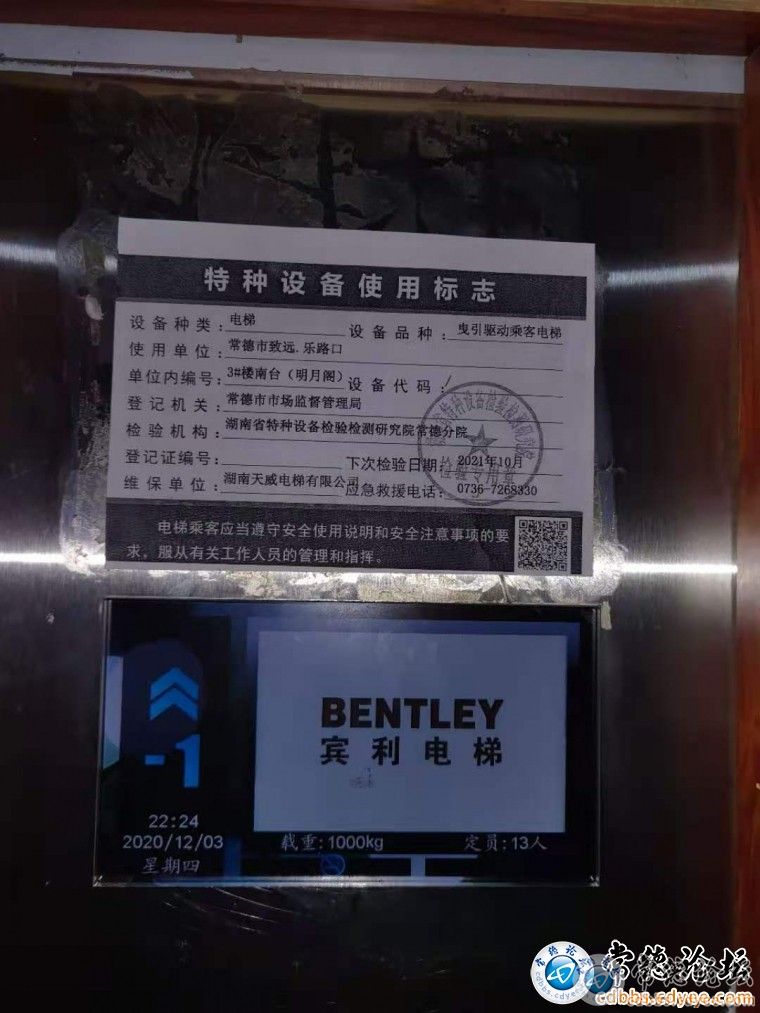 特种设备使用标志
设备种类：电梯 设备品种：曳引驱动乘客电梯
使用单位：常德市致远.乐路口
单位内编号：3#楼南台（明月阁） 设备代码：/
登记机关：常德市市场监督管理局
检验机构：湖南省特种设备检验检测研究院常德分院
登记证编号： 下次检验日期：2021年10月
维保单位：湖南天威电梯有限公司 应急救援电话：0736-7268330
检验专用章
电梯乘客应当遵守安全使用说明和安全注意事项的要
求，服从有关工作人员的管理和指挥。
-1
BENTLEY
宾利电梯
22:24
2020/12/03
星期四
载重:1000kg 定员:13人
常德论坛
cdbbs.cdyee.com